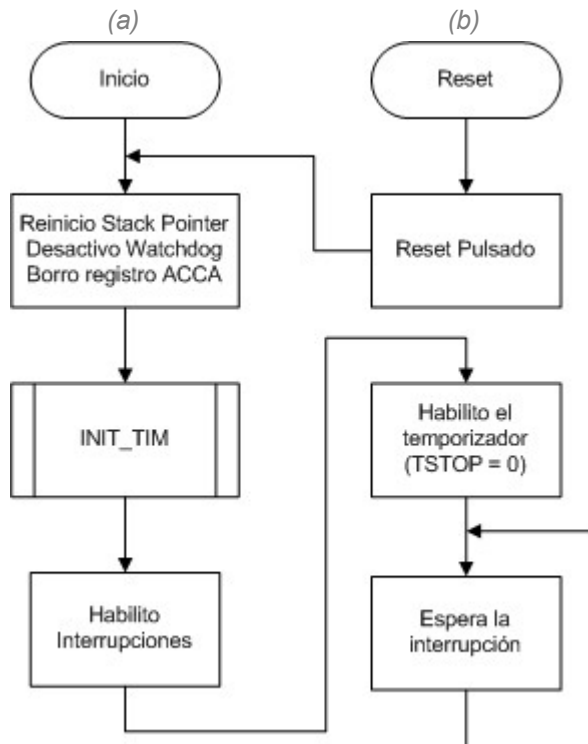 (a)
(b)
Inicio
Reset
Reinicio Stack Pointer
Desactivo Watchdog
Borro registro ACCA
Reset Pulsado
INIT_TIM
Habilito el
temporizador
(TSTOP = 0)
Habilito
Interrupciones
Espera la
interrupción